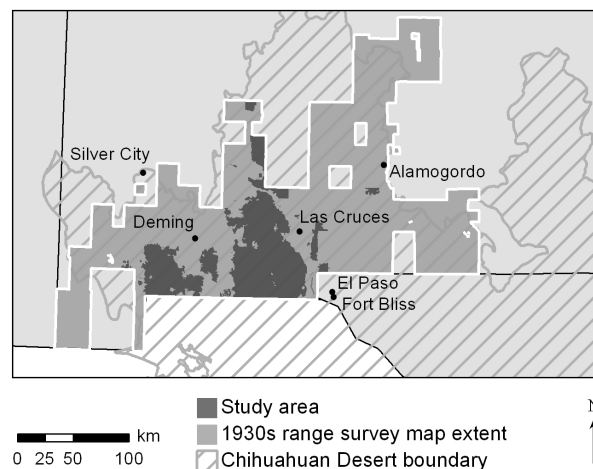 Silver City
Alamogordo
Deming
Las Cruces
El Paso
Fort Bliss
Study area
1930s range survey map extent
Chihuahuan Desert boundary
km
0 25 50 100
N